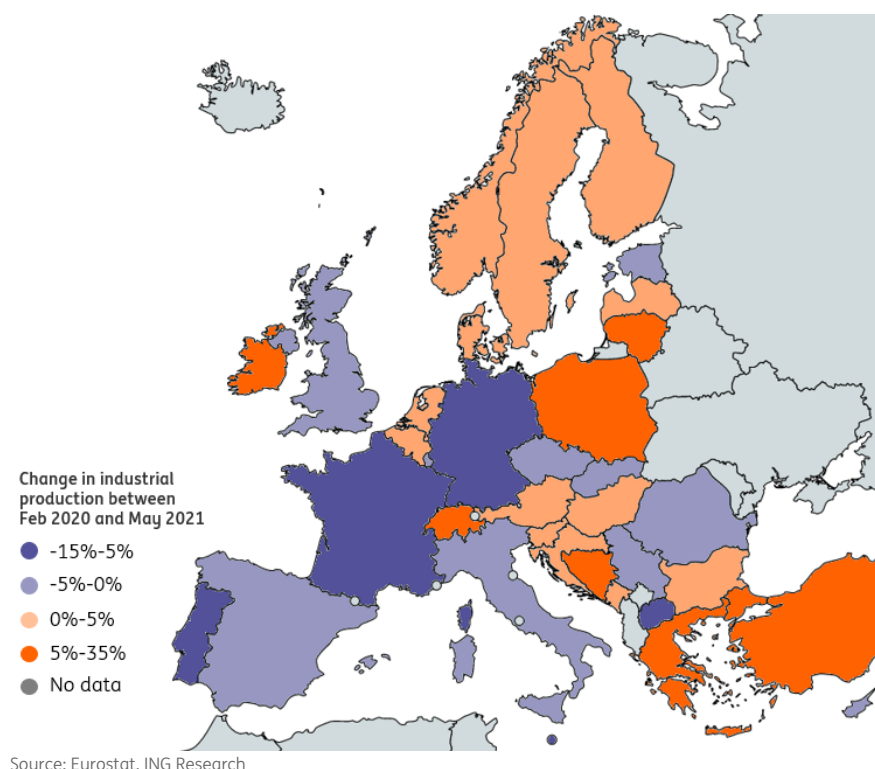 Change in industrial
production between
Feb 2020 and May 2021
-15%-5%
-5%-0%
0%-5%
5%-35%
No data
Source: Eurostat, ING Research